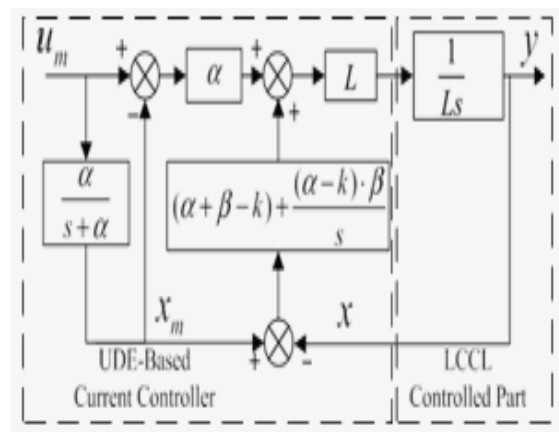 u_m + − α + + L 1/(Ls) y
α/(s+α) (α+β−k)+((α−k)·β)/s
x_m + − x
UDE-Based
Current Controller
LCCL
Controlled Part